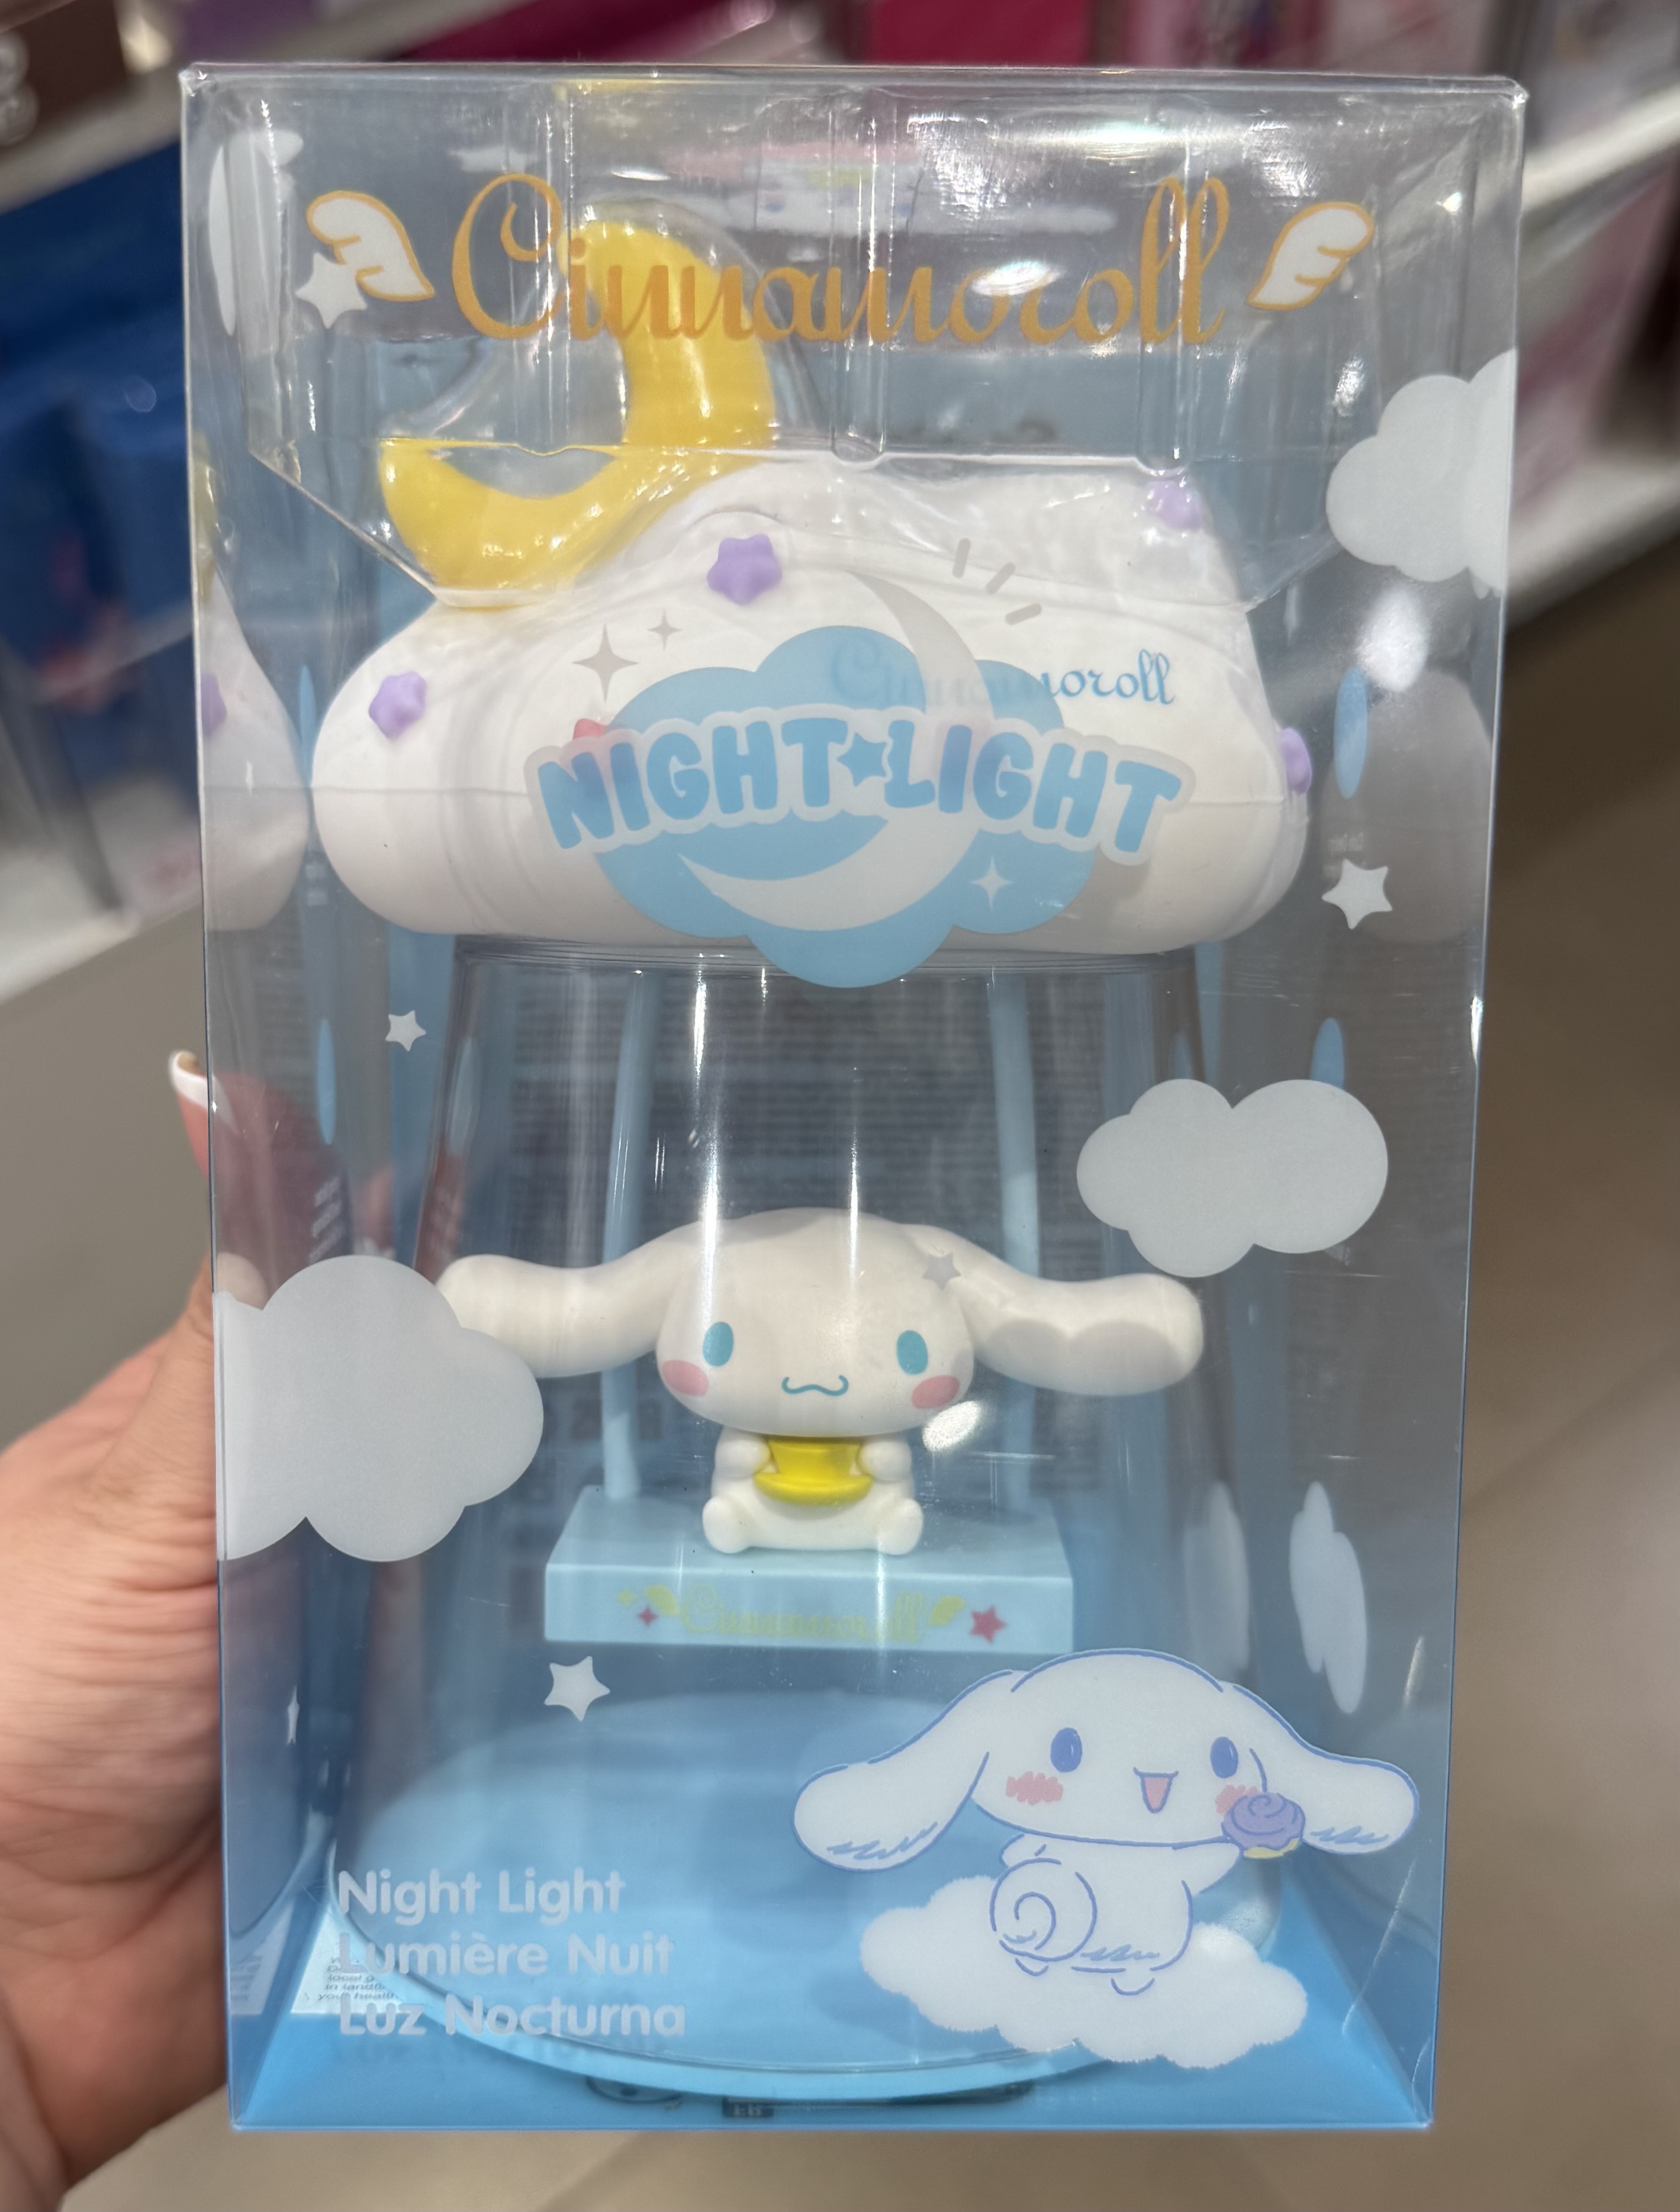 Cinnamoroll
Cinnamoroll
NIGHT LIGHT
Cinnamoroll
Night Light
Lumière Nuit
Luz Nocturna